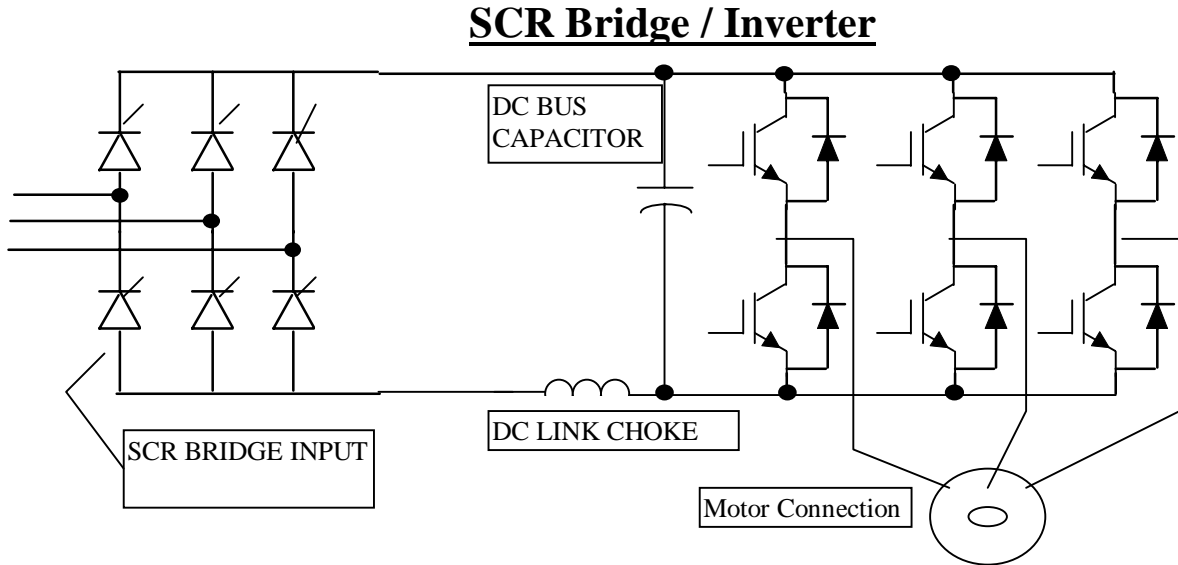 SCR Bridge / Inverter
DC BUS
CAPACITOR
DC LINK CHOKE
SCR BRIDGE INPUT
Motor Connection